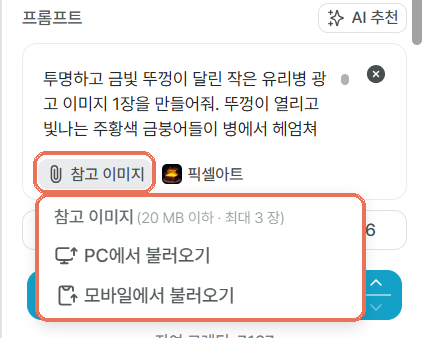 프롬프트
AI 추천
투명하고 금빛 뚜껑이 달린 작은 유리병 광
고 이미지 1장을 만들어줘. 뚜껑이 열리고
빛나는 주황색 금붕어들이 병에서 헤엄쳐
참고 이미지
픽셀아트
참고 이미지 (20 MB 이하 · 최대 3 장)
6
PC에서 불러오기
모바일에서 불러오기